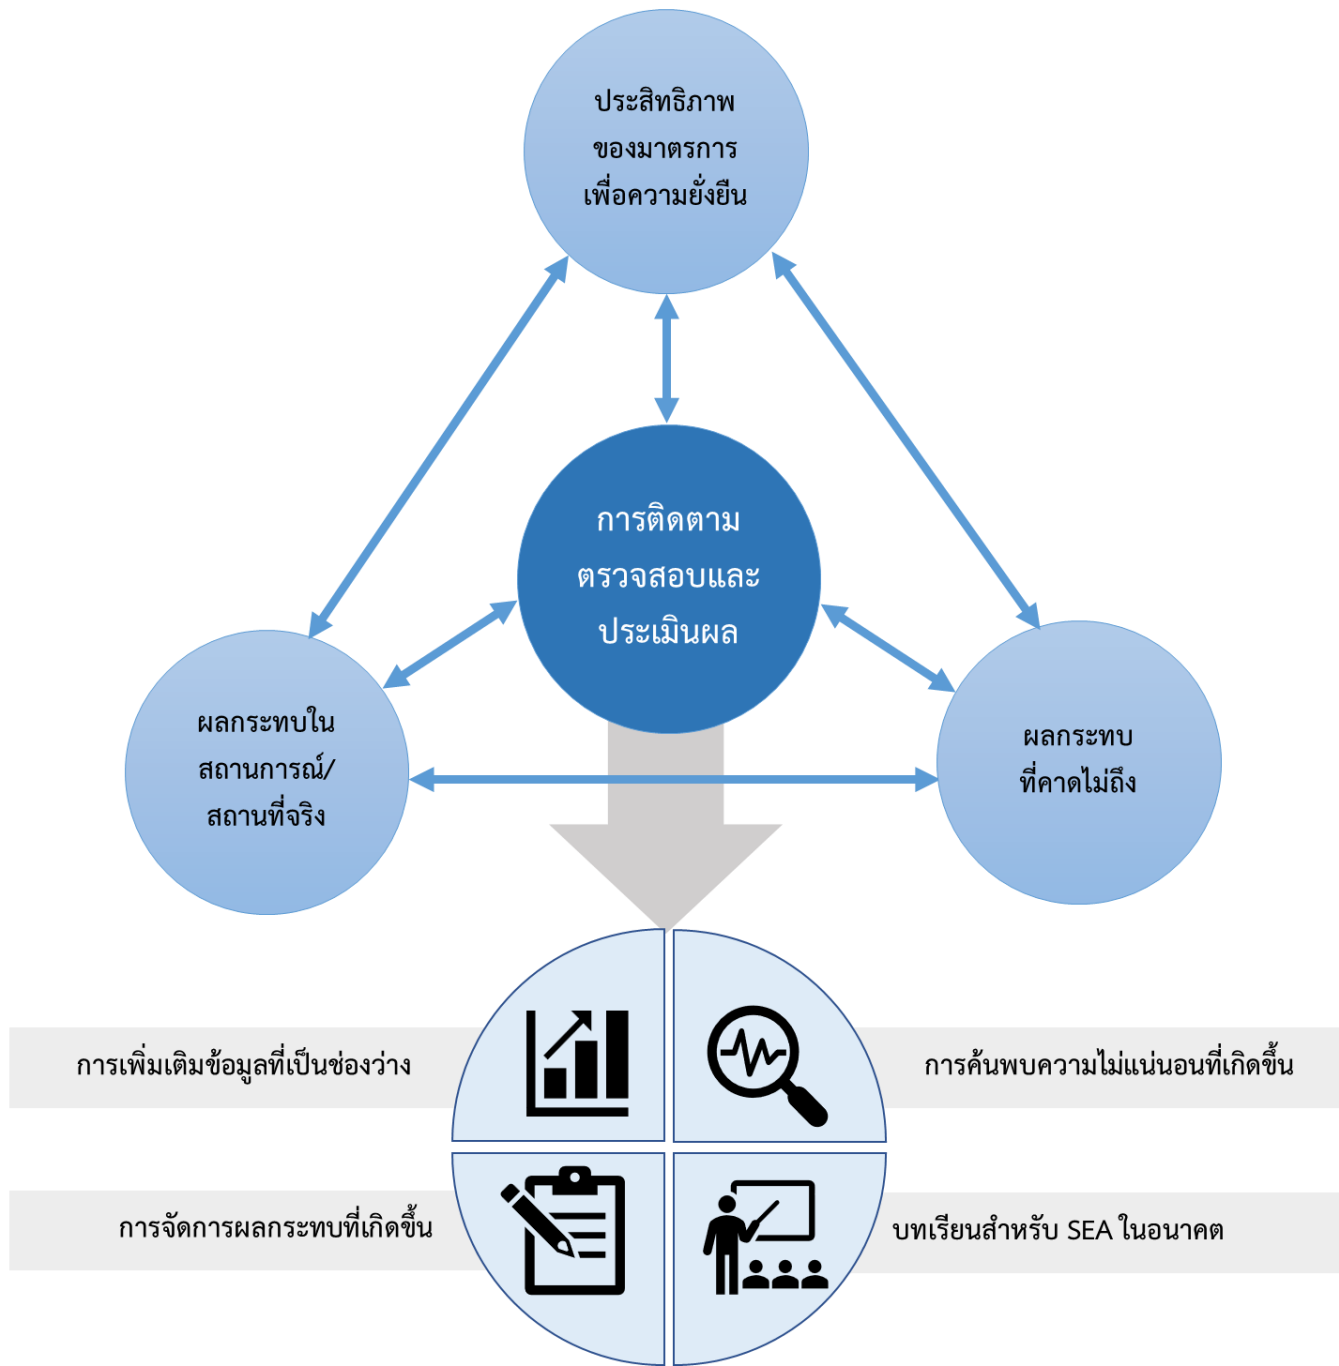 ประสิทธิภาพ
ของมาตรการ
เพื่อความยั่งยืน
การติดตาม
ตรวจสอบและ
ประเมินผล
ผลกระทบใน
สถานการณ์/
สถานที่จริง
ผลกระทบ
ที่คาดไม่ถึง
การเพิ่มเติมข้อมูลที่เป็นช่องว่าง
การค้นพบความไม่แน่นอนที่เกิดขึ้น
การจัดการผลกระทบที่เกิดขึ้น
บทเรียนสำหรับ SEA ในอนาคต